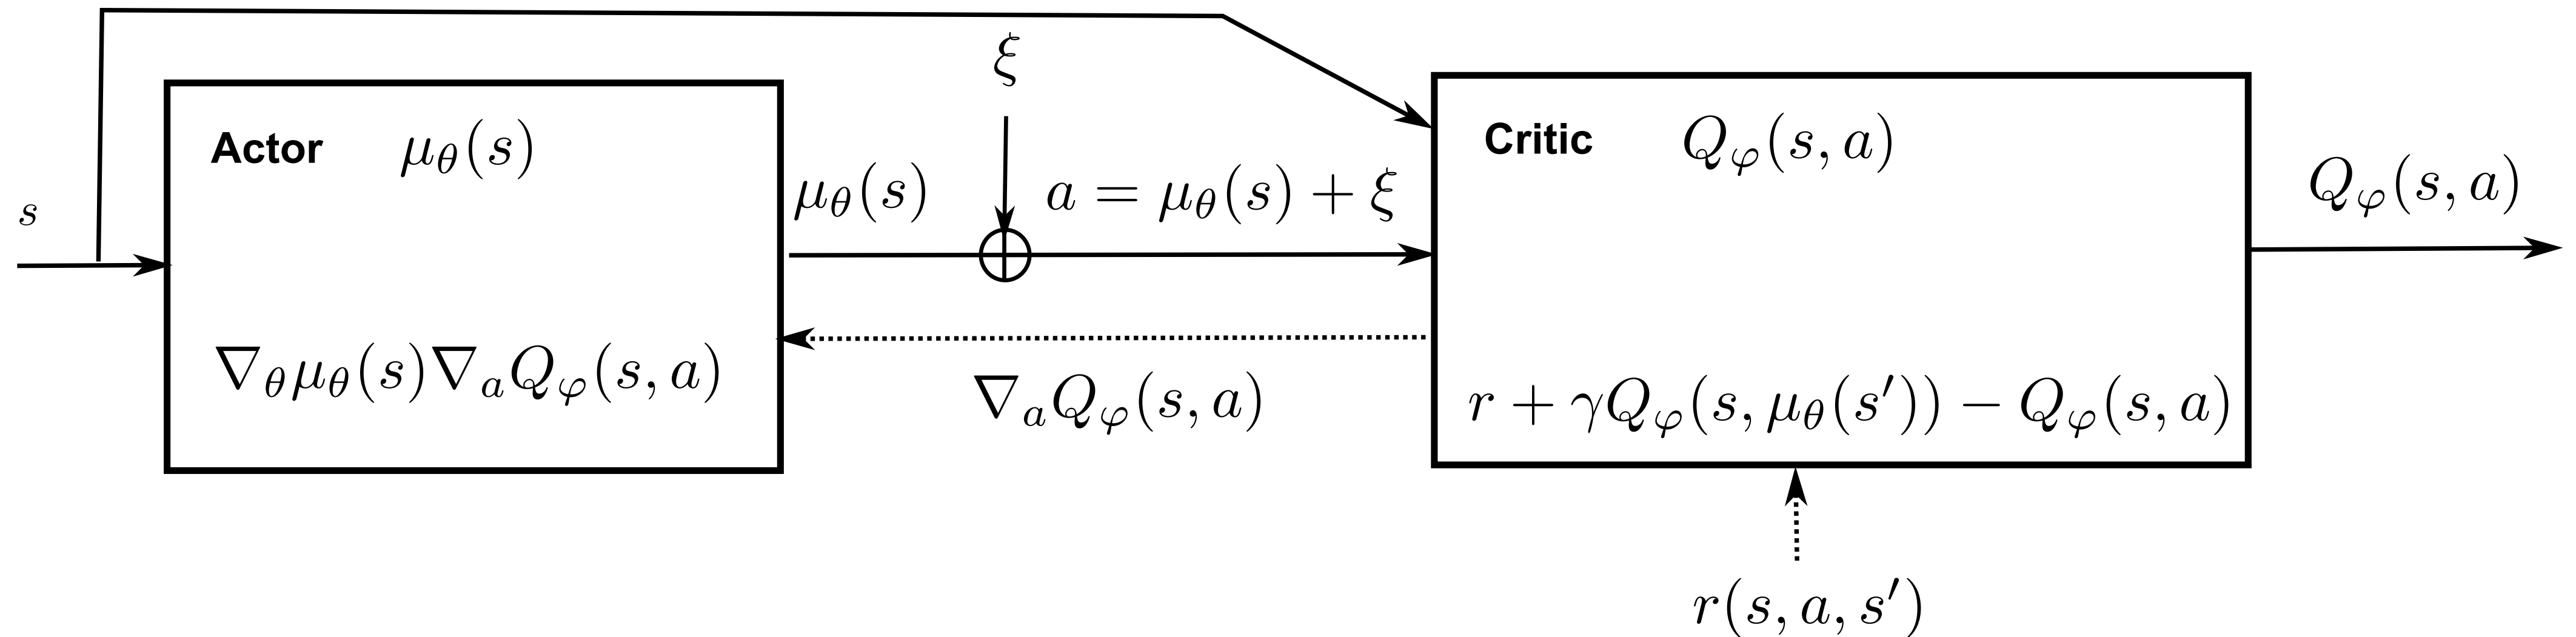 ξ
Actor μ_θ(s)
Critic Q_φ(s, a)
s
μ_θ(s)
a = μ_θ(s) + ξ
Q_φ(s, a)
∇_θ μ_θ(s)∇_a Q_φ(s, a)
∇_a Q_φ(s, a)
r + γQ_φ(s, μ_θ(s′)) − Q_φ(s, a)
r(s, a, s′)